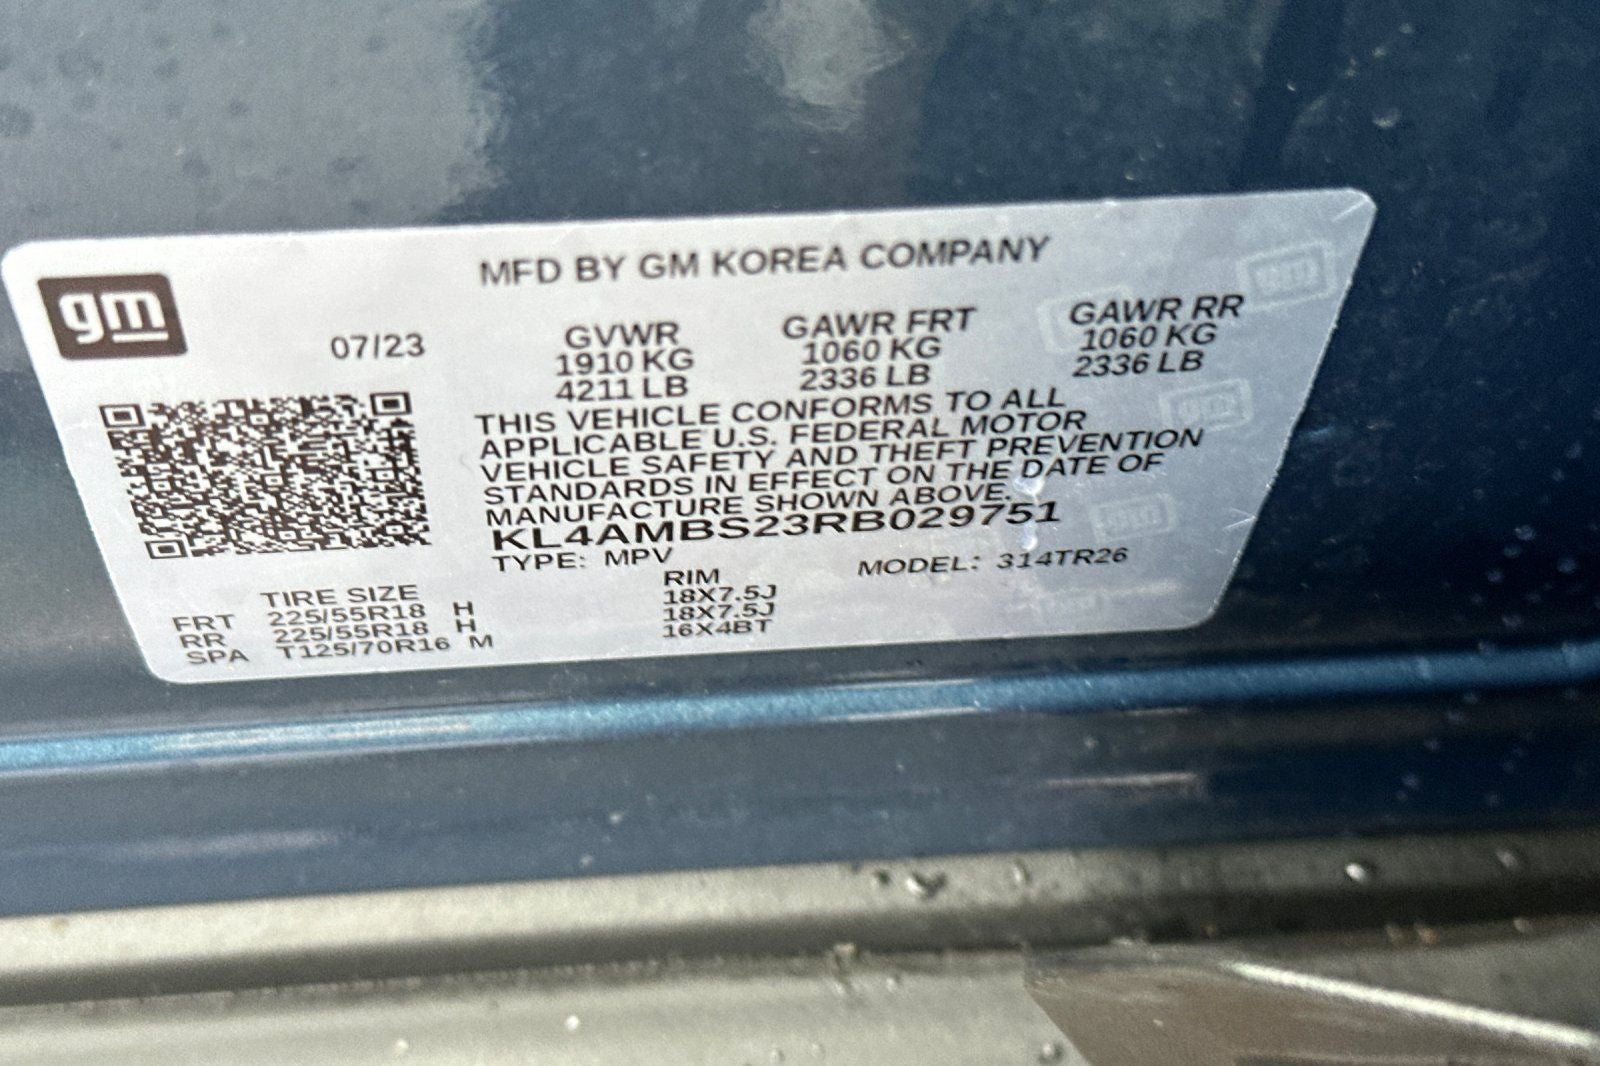 gm
MFD BY GM KOREA COMPANY
07/23 GVWR GAWR FRT GAWR RR
1910 KG 1060 KG 1060 KG
4211 LB 2336 LB 2336 LB
THIS VEHICLE CONFORMS TO ALL
APPLICABLE U.S. FEDERAL MOTOR
VEHICLE SAFETY AND THEFT PREVENTION
STANDARDS IN EFFECT ON THE DATE OF
MANUFACTURE SHOWN ABOVE.
KL4AMBS23RB029751
TYPE: MPV MODEL: 314TR26
TIRE SIZE RIM
FRT 225/55R18 H 18X7.5J
RR 225/55R18 H 18X7.5J
SPA T125/70R16 M 16X4BT